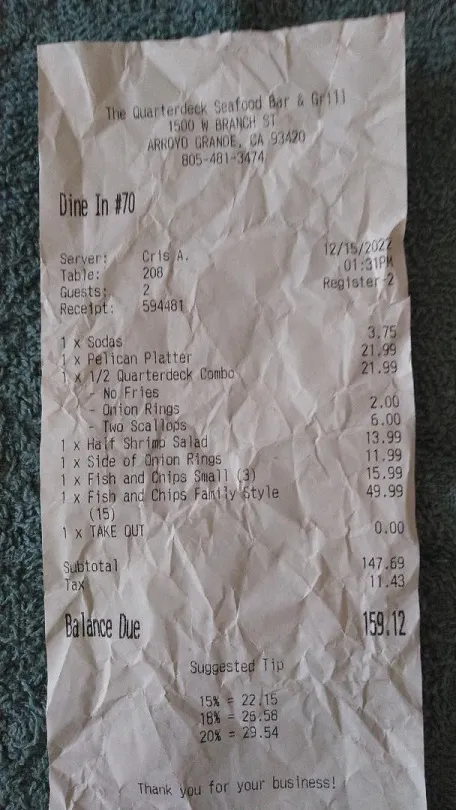 The Quarterdeck Seafood Bar & Grill
1500 W BRANCH ST
ARROYO GRANDE, CA 93420
805-481-3474
Dine In #70
Server: Cris A. 12/15/2022
Table: 208 01:31PM
Guests: 2 Register 2
Receipt: 594481
1 x Sodas 3.75
1 x Pelican Platter 21.99
1 x 1/2 Quarterdeck Combo 21.99
- No Fries
- Onion Rings 2.00
- Two Scallops 6.00
1 x Half Shrimp Salad 13.99
1 x Side of Onion Rings 11.99
1 x Fish and Chips Small (3) 15.99
1 x Fish and Chips Family Style 49.99
(15)
1 x TAKE OUT 0.00
Subtotal 147.69
Tax 11.43
Balance Due 159.12
Suggested Tip
15% = 22.15
18% = 26.58
20% = 29.54
Thank you for your business!